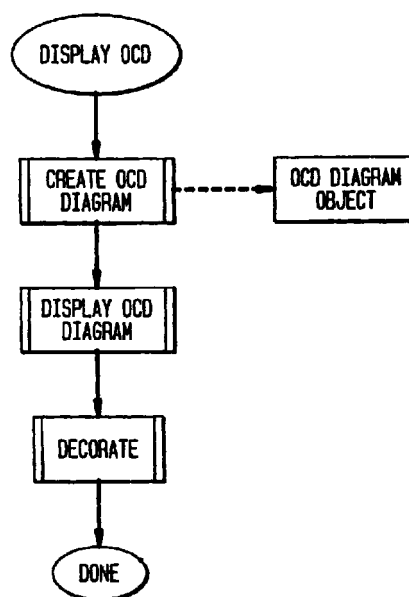 DISPLAY OCD
CREATE OCD
DIAGRAM
OCD DIAGRAM
OBJECT
DISPLAY OCD
DIAGRAM
DECORATE
DONE